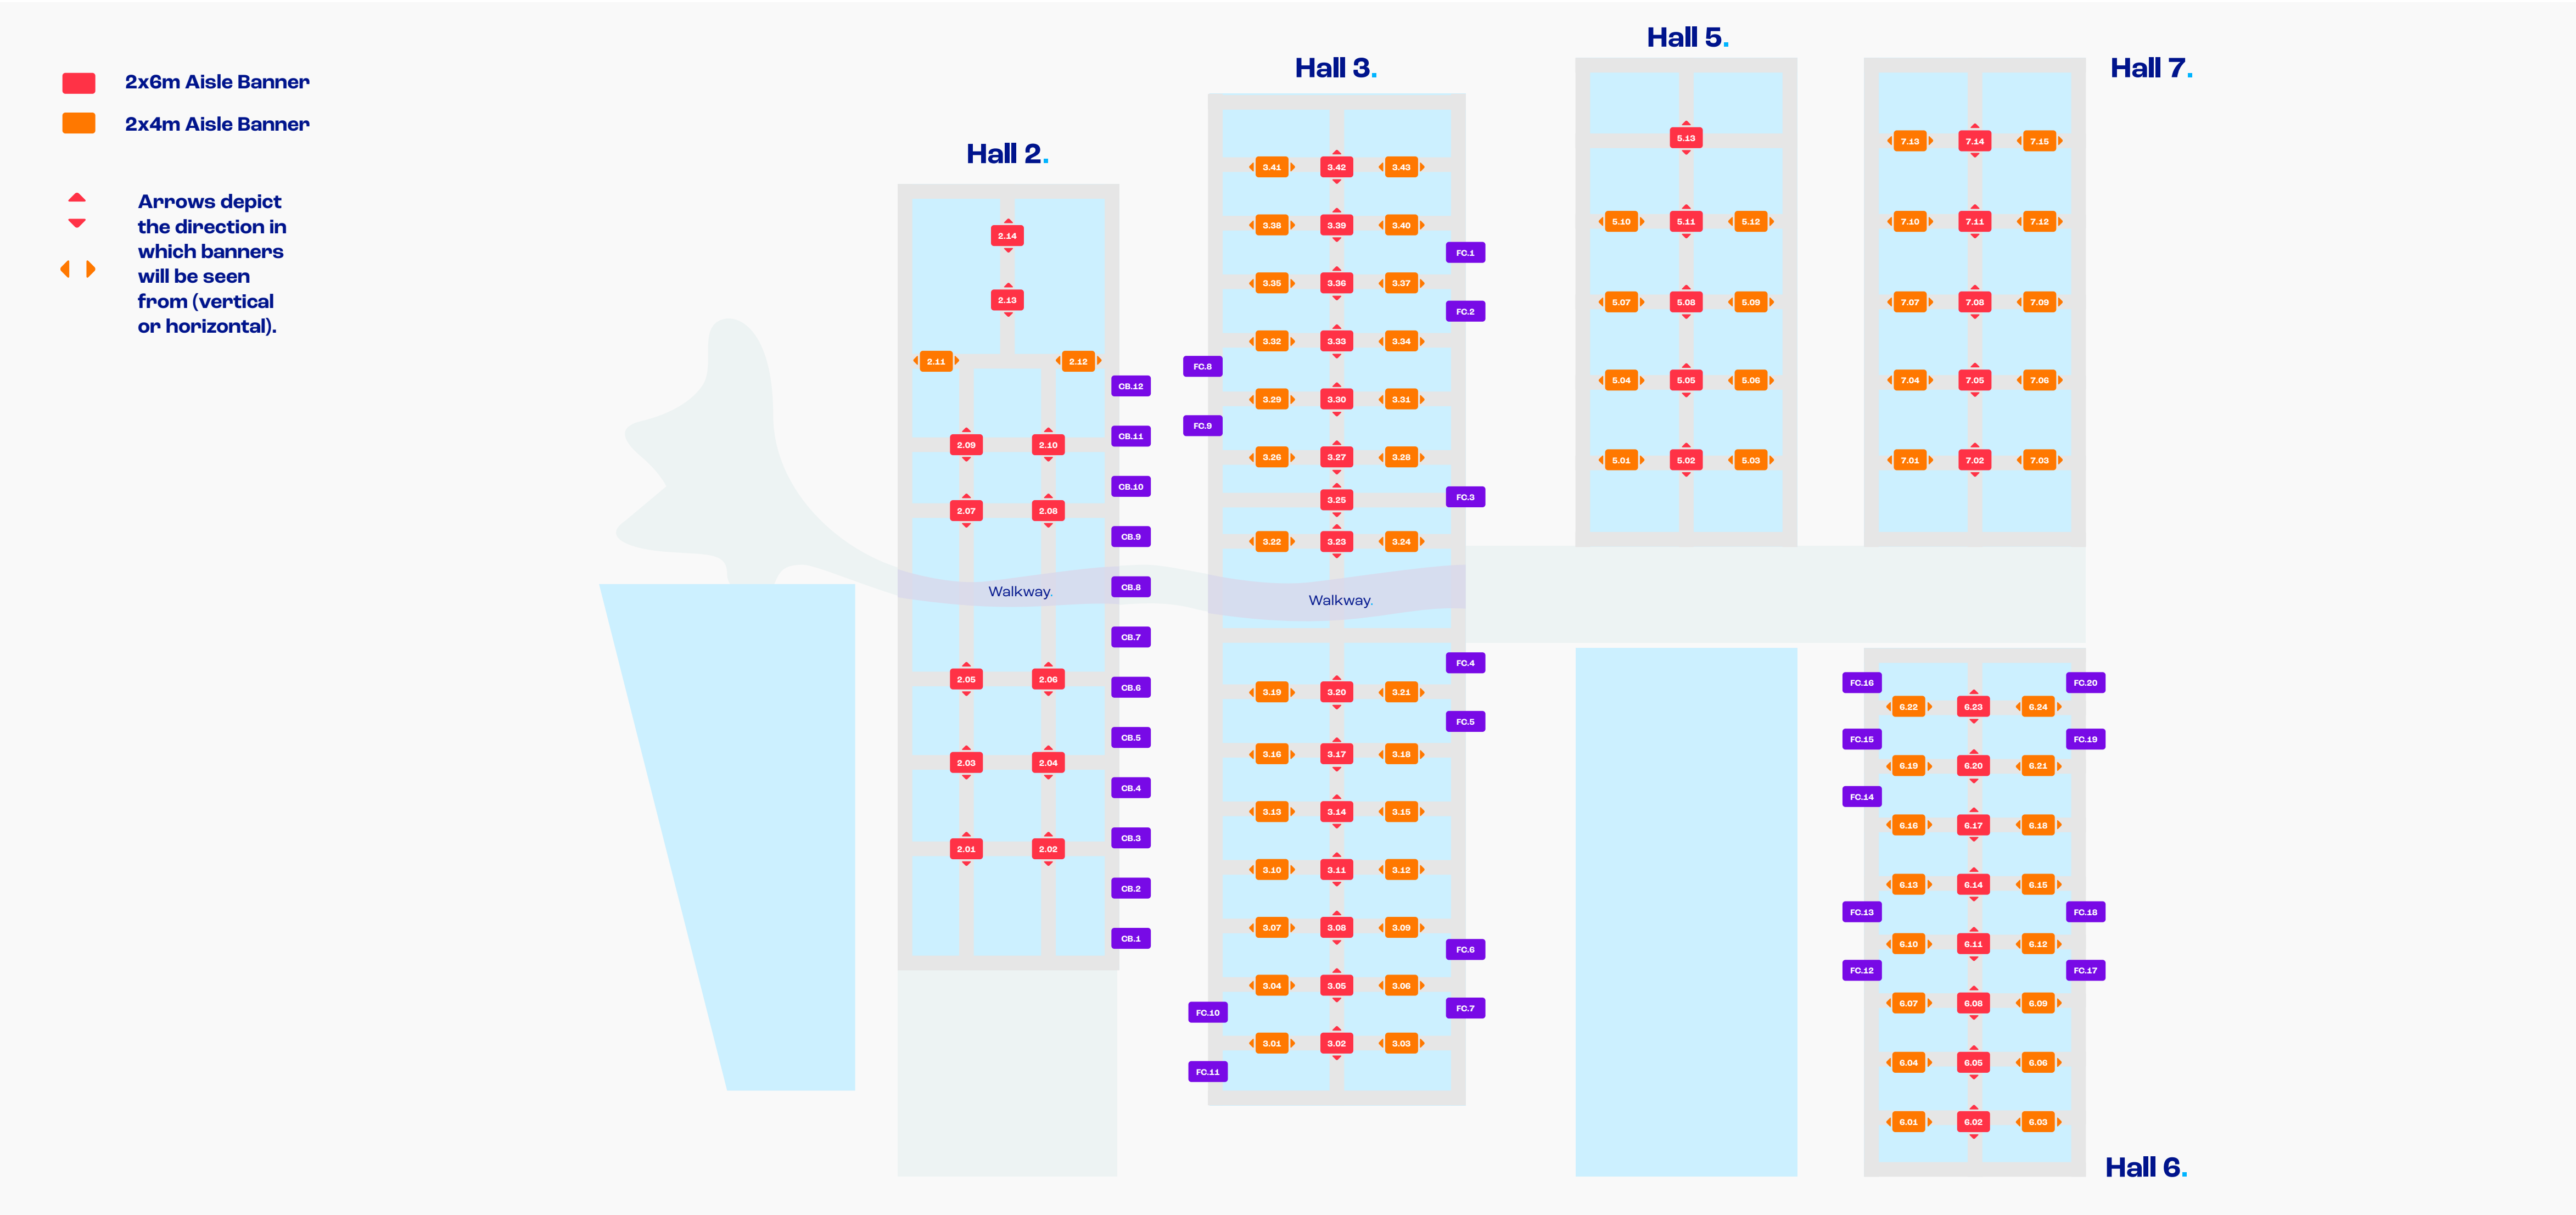 2x6m Aisle Banner
2x4m Aisle Banner
Arrows depict
the direction in
which banners
will be seen
from (vertical
or horizontal).
Hall 2.
2.14
2.13
2.11 2.12
2.09 2.10
2.07 2.08
Walkway.
2.05 2.06
2.03 2.04
2.01 2.02
CB.12
CB.11
CB.10
CB.9
CB.8
CB.7
CB.6
CB.5
CB.4
CB.3
CB.2
CB.1
Hall 3.
3.41 3.42 3.43
3.38 3.39 3.40
FC.1
3.35 3.36 3.37
FC.2
3.32 3.33 3.34
FC.8
3.29 3.30 3.31
FC.9
3.26 3.27 3.28
3.25 FC.3
3.22 3.23 3.24
Walkway.
FC.4
3.19 3.20 3.21
FC.5
3.16 3.17 3.18
3.13 3.14 3.15
3.10 3.11 3.12
3.07 3.08 3.09
FC.6
3.04 3.05 3.06
FC.10 FC.7
3.01 3.02 3.03
FC.11
Hall 5.
5.13
5.10 5.11 5.12
5.07 5.08 5.09
5.04 5.05 5.06
5.01 5.02 5.03
Hall 7.
7.13 7.14 7.15
7.10 7.11 7.12
7.07 7.08 7.09
7.04 7.05 7.06
7.01 7.02 7.03
FC.16 FC.20
6.22 6.23 6.24
FC.15 FC.19
6.19 6.20 6.21
FC.14
6.16 6.17 6.18
6.13 6.14 6.15
FC.13 FC.18
6.10 6.11 6.12
FC.12 FC.17
6.07 6.08 6.09
6.04 6.05 6.06
6.01 6.02 6.03
Hall 6.